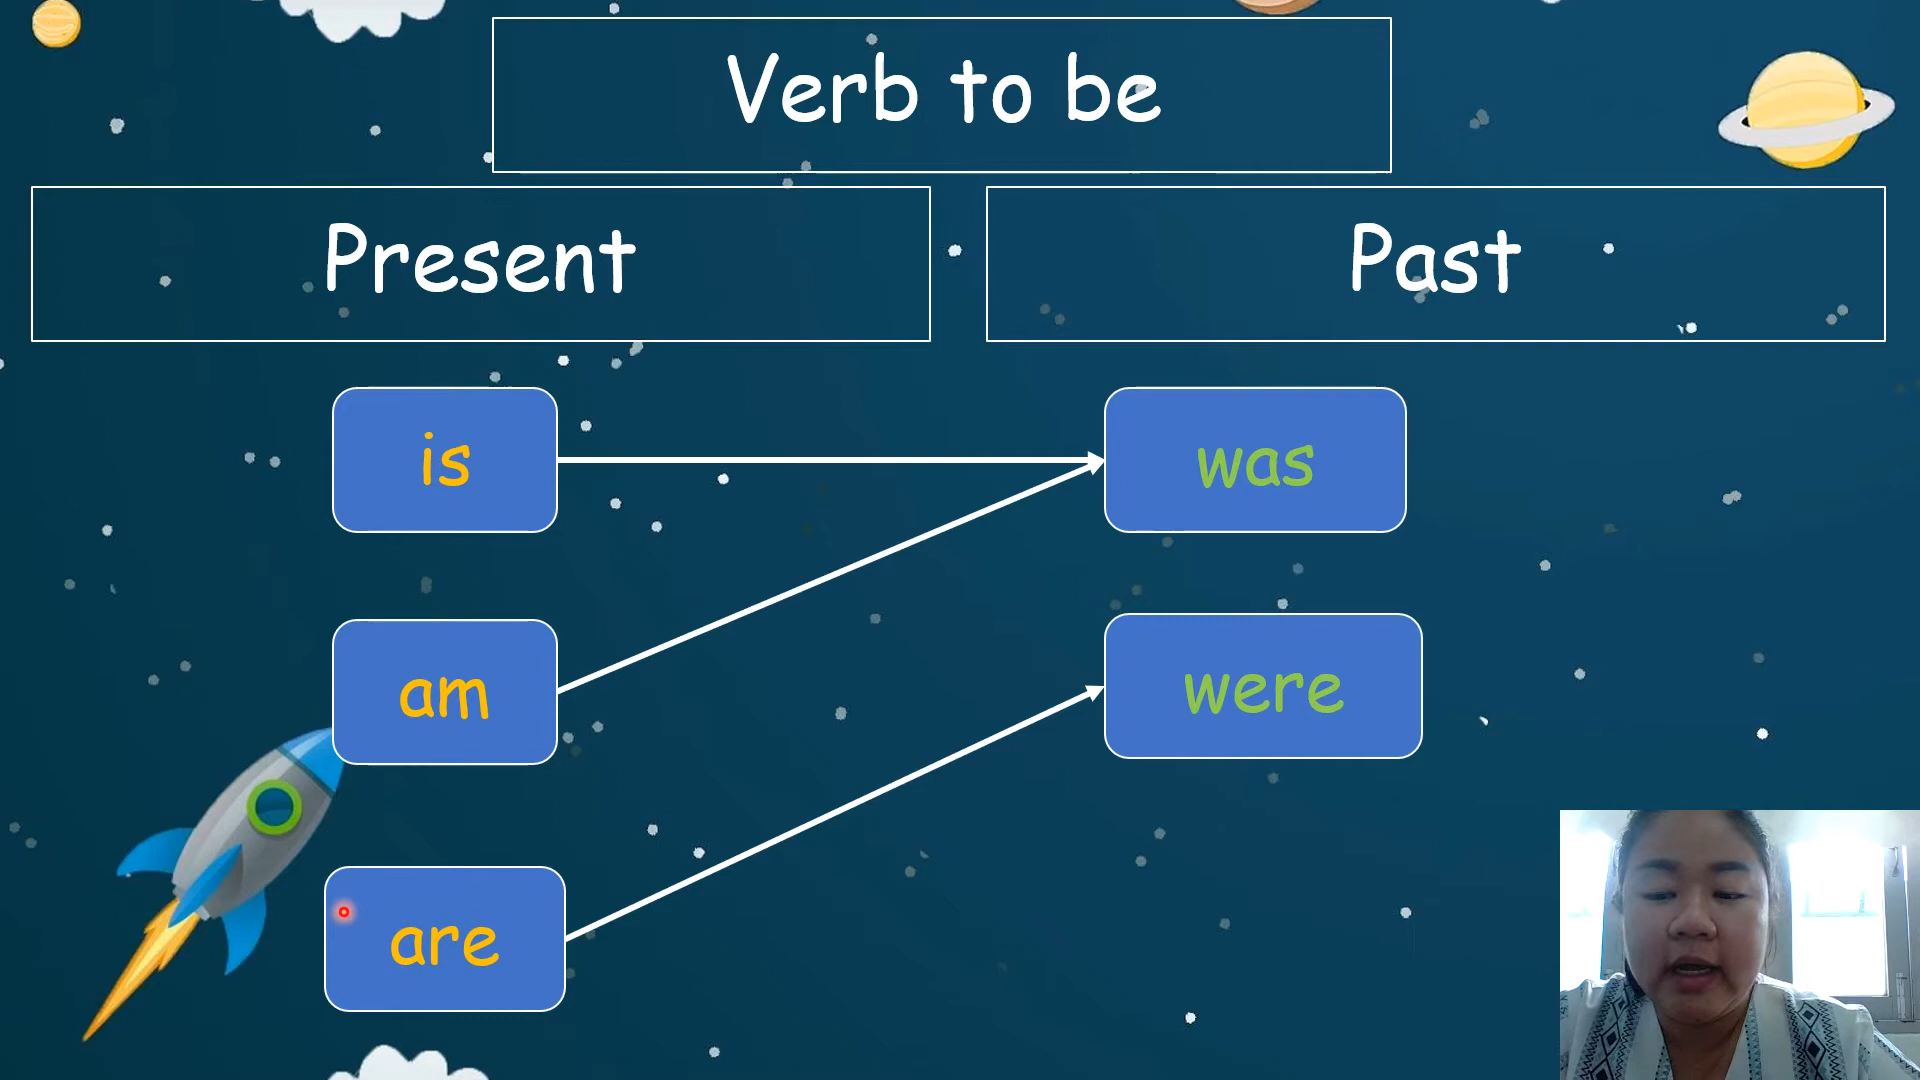 Verb to be
Present
Past
is
was
am
were
are